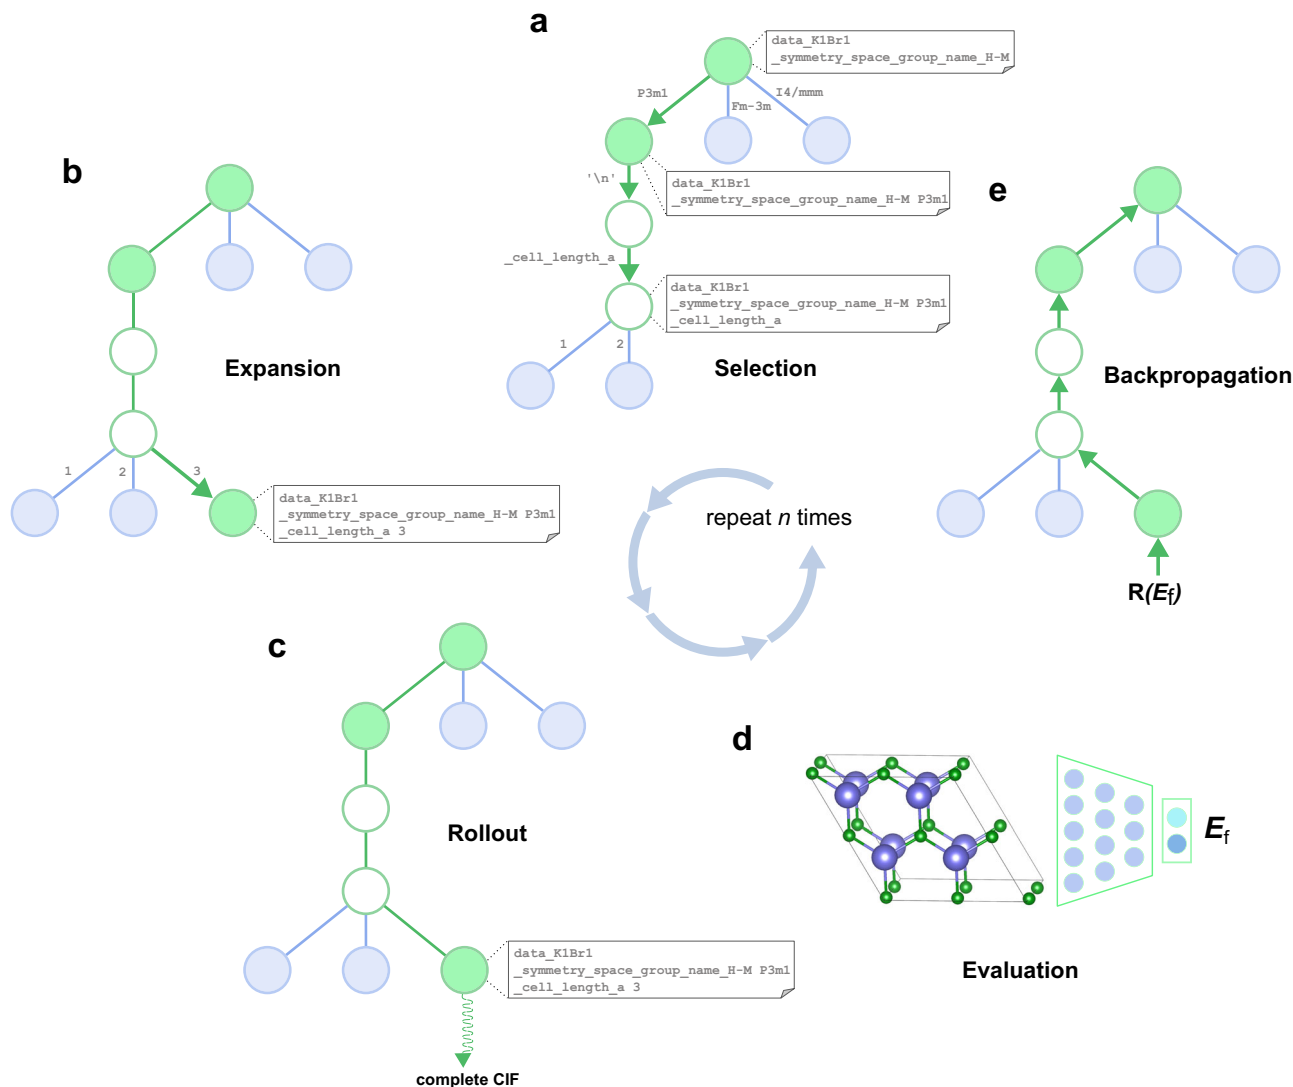 a
data_K1Br1
_symmetry_space_group_name_H-M
P3m1
Fm-3m
I4/mmm
'\n'
data_K1Br1
_symmetry_space_group_name_H-M P3m1
_cell_length_a
data_K1Br1
_symmetry_space_group_name_H-M P3m1
_cell_length_a
1
2
Selection
b
Expansion
1
2
3
data_K1Br1
_symmetry_space_group_name_H-M P3m1
_cell_length_a 3
repeat n times
e
Backpropagation
R(Ef)
c
Rollout
data_K1Br1
_symmetry_space_group_name_H-M P3m1
_cell_length_a 3
complete CIF
d
Ef
Evaluation